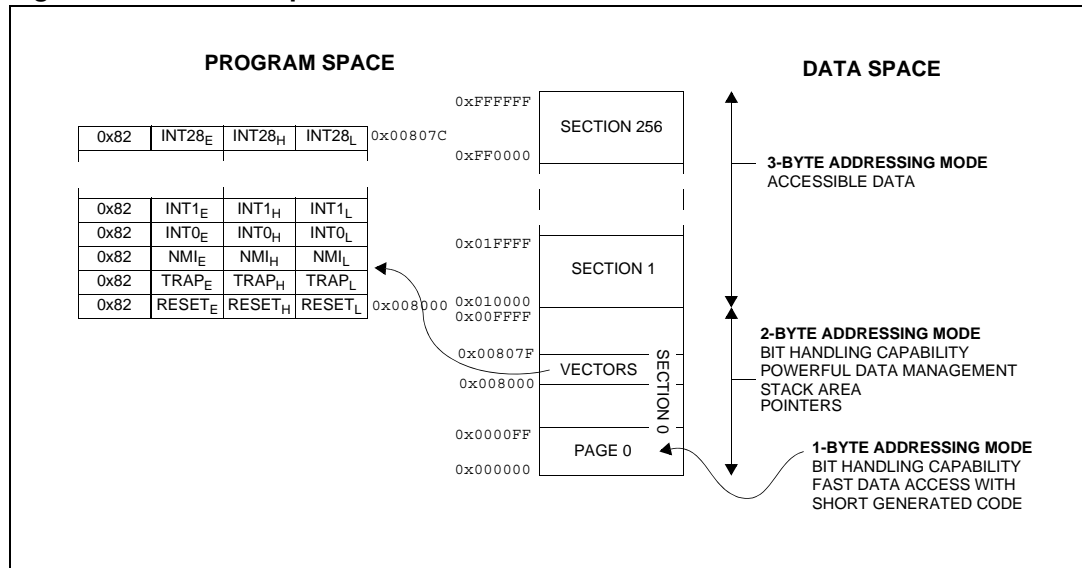 PROGRAM SPACE
DATA SPACE
0x82 INT28E INT28H INT28L 0x00807C
0x82 INT1E INT1H INT1L
0x82 INT0E INT0H INT0L
0x82 NMIE NMIH NMIL
0x82 TRAPE TRAPH TRAPL
0x82 RESETE RESETH RESETL 0x008000
0xFFFFFF
SECTION 256
0xFF0000
0x01FFFF
SECTION 1
0x010000
0x00FFFF
0x00807F
VECTORS
0x008000
SECTION 0
0x0000FF
PAGE 0
0x000000
3-BYTE ADDRESSING MODE
ACCESSIBLE DATA
2-BYTE ADDRESSING MODE
BIT HANDLING CAPABILITY
POWERFUL DATA MANAGEMENT
STACK AREA
POINTERS
1-BYTE ADDRESSING MODE
BIT HANDLING CAPABILITY
FAST DATA ACCESS WITH
SHORT GENERATED CODE